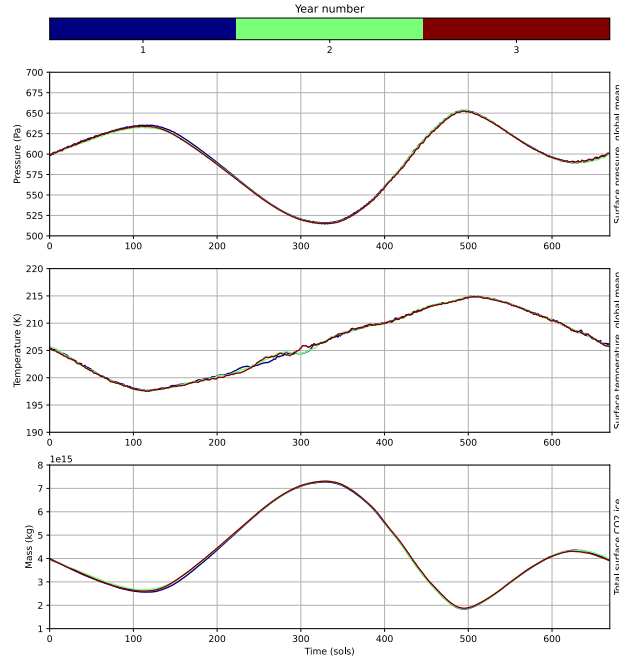 Year number
1 2 3
700
675
650
625
600
575
550
525
500
Pressure (Pa)
Surface pressure, global mean
0 100 200 300 400 500 600
220
215
210
205
200
195
190
Temperature (K)
Surface temperature, global mean
0 100 200 300 400 500 600
1e15
8
7
6
5
4
3
2
1
Mass (kg)
Total surface CO2 ice
0 100 200 300 400 500 600
Time (sols)